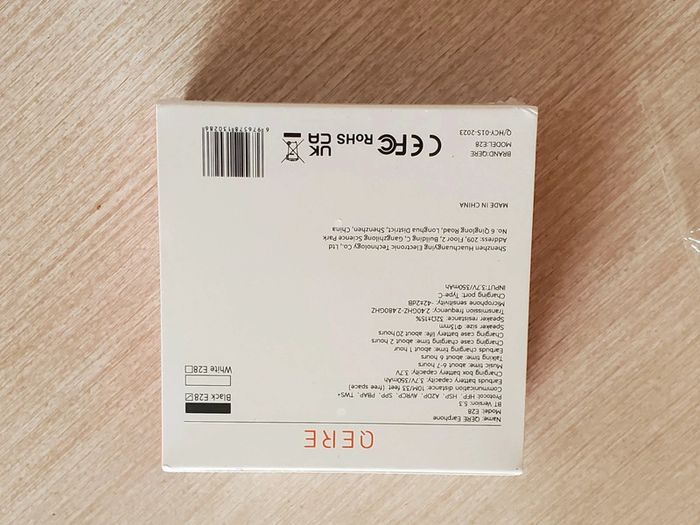 QERE
Name: QERE Earphone
Model: E28
BT Version: 5.3
Protocol: HFP、HSP、A2DP、AVRCP、SPP、PBAP、TWS+
Communication distance: 10M/33 feet (free space)
Earbuds battery capacity: 3.7V/350mAh
Charging box battery capacity: 3.7V
Music time: about 6-7 hours
Talking time: about 6 hours
Earbuds charging time: about 1 hour
Charging case charging time: about 2 hours
Charging case battery life: about 20 hours
Speaker size: Φ13mm
Speaker resistance: 32Ω±15%
Transmission frequency: 2.40GHZ-2.480GHZ
Microphone sensitivity: -42±2dB
Charging port: Type-C
INPUT:3.7V/350mAh
Black E28
White E28
Shenzhen Huachuangyingyang Electronic Technology Co., Ltd
Address: 209, Floor 2, Building C, Gangzhilong Science Park
No. 6 Qinglong Road, Longhua District, Shenzhen, China
MADE IN CHINA
BRAND:QERE
MODEL:E28
Q/HCY-01S-2023
CE FC RoHS UK CA
6 976378 130286